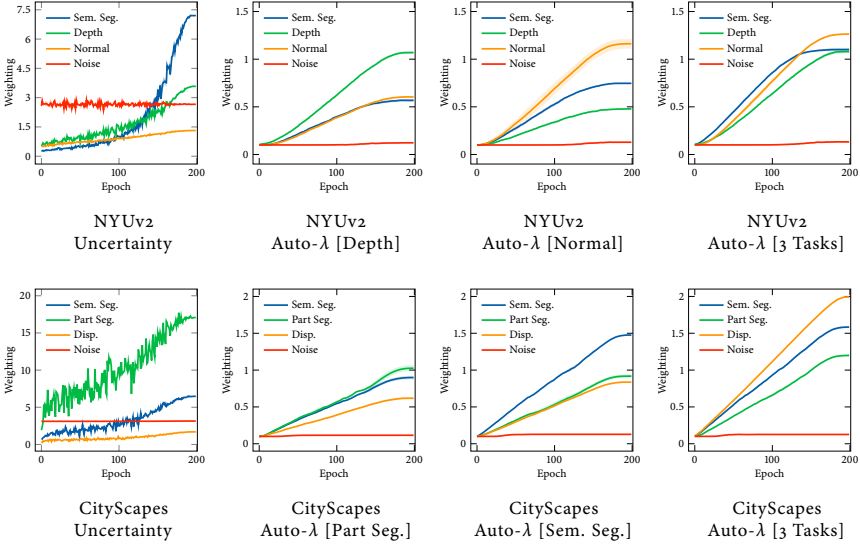 7.5
6
4.5
3
1.5
0
Weighting
Sem. Seg.
Depth
Normal
Noise
0
100
200
Epoch
NYUv2
Uncertainty
1.5
1
0.5
0
Weighting
Sem. Seg.
Depth
Normal
Noise
0
100
200
Epoch
NYUv2
Auto-λ [Depth]
1.5
1
0.5
0
Weighting
Sem. Seg.
Depth
Normal
Noise
0
100
200
Epoch
NYUv2
Auto-λ [Normal]
1.5
1
0.5
0
Weighting
Sem. Seg.
Depth
Normal
Noise
0
100
200
Epoch
NYUv2
Auto-λ [3 Tasks]
20
15
10
5
0
Weighting
Sem. Seg.
Part Seg.
Disp.
Noise
0
100
200
Epoch
CityScapes
Uncertainty
2
1.5
1
0.5
0
Weighting
Sem. Seg.
Part Seg.
Disp.
Noise
0
100
200
Epoch
CityScapes
Auto-λ [Part Seg.]
2
1.5
1
0.5
0
Weighting
Sem. Seg.
Part Seg.
Disp.
Noise
0
100
200
Epoch
CityScapes
Auto-λ [Sem. Seg.]
2
1.5
1
0.5
0
Weighting
Sem. Seg.
Part Seg.
Disp.
Noise
0
100
200
Epoch
CityScapes
Auto-λ [3 Tasks]